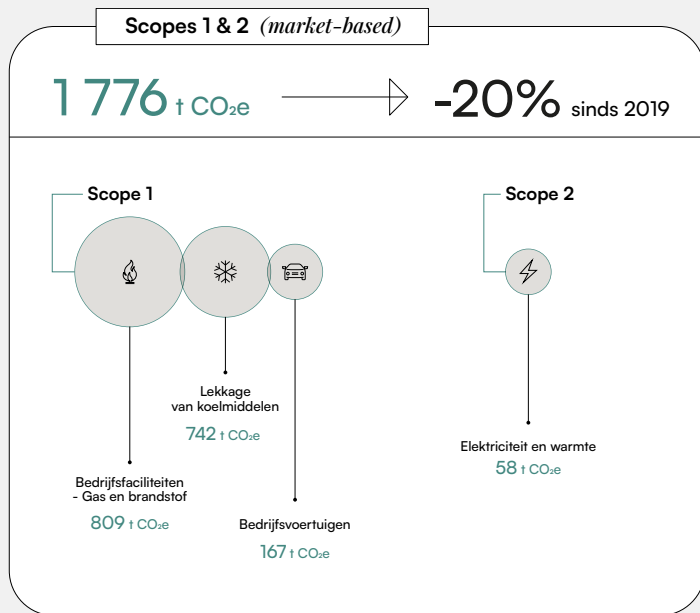 Scopes 1 & 2 (market-based)
1 776 t CO₂e
-20% sinds 2019
Scope 1
Scope 2
Lekkage
van koelmiddelen
742 t CO₂e
Elektriciteit en warmte
58 t CO₂e
Bedrijfsfaciliteiten
- Gas en brandstof
809 t CO₂e
Bedrijfsvoertuigen
167 t CO₂e